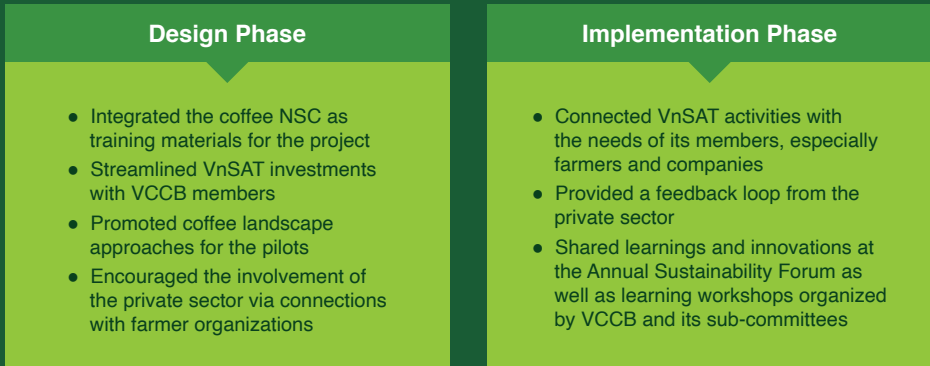 Design Phase
• Integrated the coffee NSC as
training materials for the project
• Streamlined VnSAT investments
with VCCB members
• Promoted coffee landscape
approaches for the pilots
• Encouraged the involvement of
the private sector via connections
with farmer organizations
Implementation Phase
• Connected VnSAT activities with
the needs of its members, especially
farmers and companies
• Provided a feedback loop from the
private sector
• Shared learnings and innovations at
the Annual Sustainability Forum as
well as learning workshops organized
by VCCB and its sub-committees